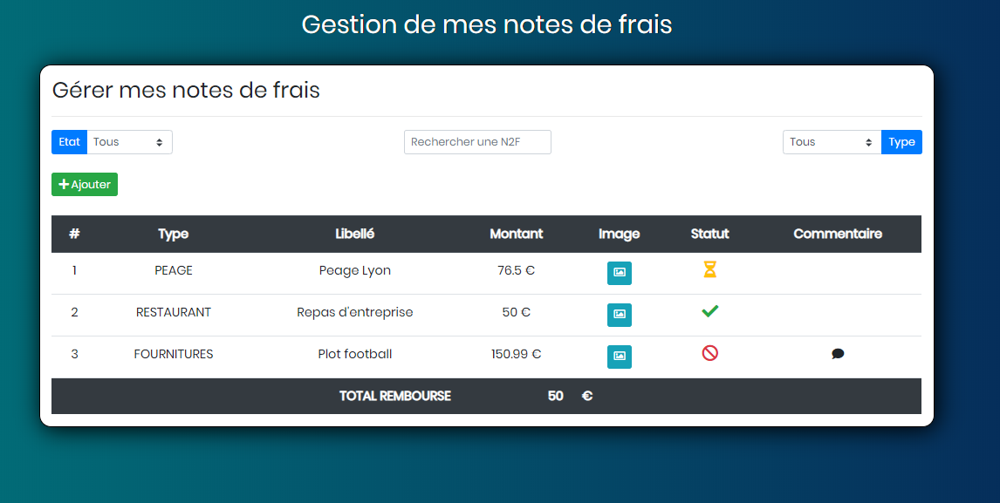 Gestion de mes notes de frais
Gérer mes notes de frais
Etat Tous Rechercher une N2F Tous Type
Ajouter
# Type Libellé Montant Image Statut Commentaire
1 PEAGE Peage Lyon 76.5 €
2 RESTAURANT Repas d'entreprise 50 €
3 FOURNITURES Plot football 150.99 €
TOTAL REMBOURSE 50 €